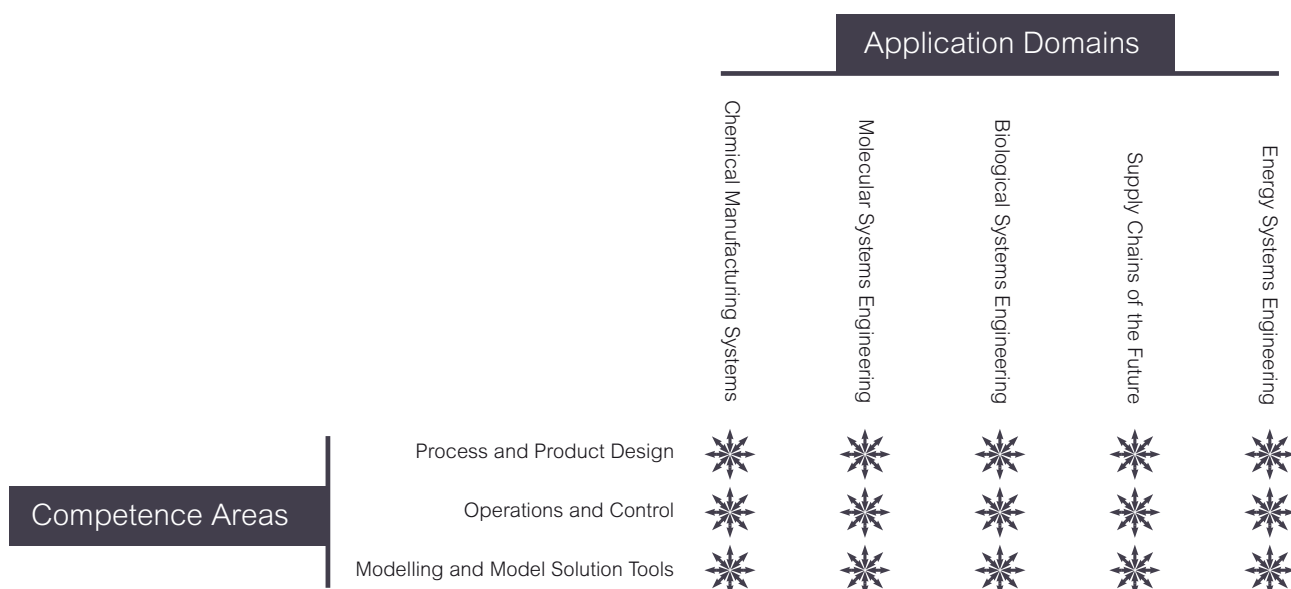 Application Domains
Chemical Manufacturing Systems
Molecular Systems Engineering
Biological Systems Engineering
Supply Chains of the Future
Energy Systems Engineering
Process and Product Design
Competence Areas
Operations and Control
Modelling and Model Solution Tools